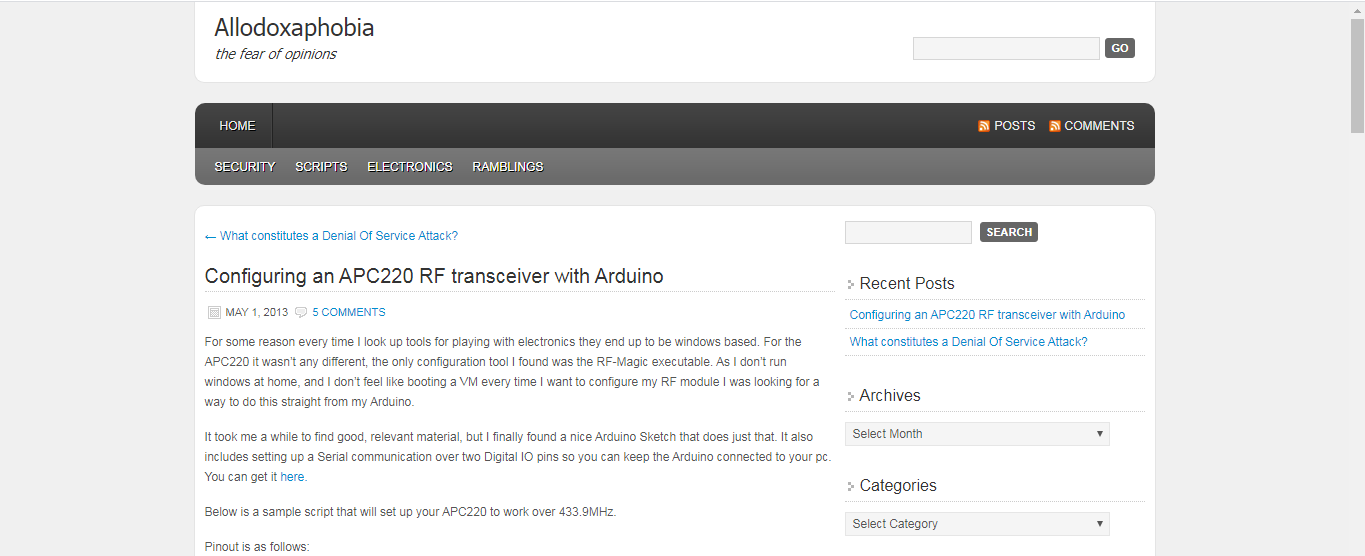 Allodoxaphobia
the fear of opinions
GO
HOME
POSTS COMMENTS
SECURITY SCRIPTS ELECTRONICS RAMBLINGS
← What constitutes a Denial Of Service Attack?
Configuring an APC220 RF transceiver with Arduino
MAY 1, 2013 5 COMMENTS
For some reason every time I look up tools for playing with electronics they end up to be windows based. For the
APC220 it wasn't any different, the only configuration tool I found was the RF-Magic executable. As I don't run
windows at home, and I don't feel like booting a VM every time I want to configure my RF module I was looking for a
way to do this straight from my Arduino.
It took me a while to find good, relevant material, but I finally found a nice Arduino Sketch that does just that. It also
includes setting up a Serial communication over two Digital IO pins so you can keep the Arduino connected to your pc.
You can get it here.
Below is a sample script that will set up your APC220 to work over 433.9MHz.
Pinout is as follows:
SEARCH
Recent Posts
Configuring an APC220 RF transceiver with Arduino
What constitutes a Denial Of Service Attack?
Archives
Select Month
Categories
Select Category